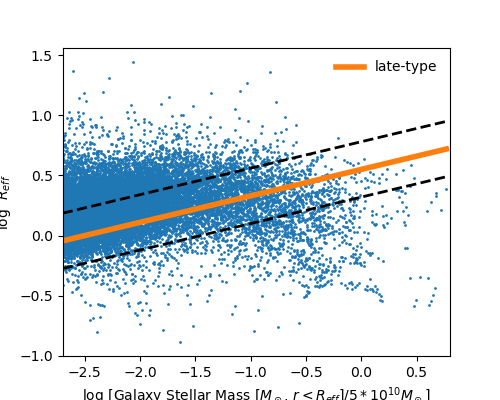 1.5
late-type
1.0
0.5
0.0
−0.5
−1.0
log R_eff
−2.5 −2.0 −1.5 −1.0 −0.5 0.0 0.5
log [Galaxy Stellar Mass [M_⊙, r < R_eff]/5 * 10^10 M_⊙]